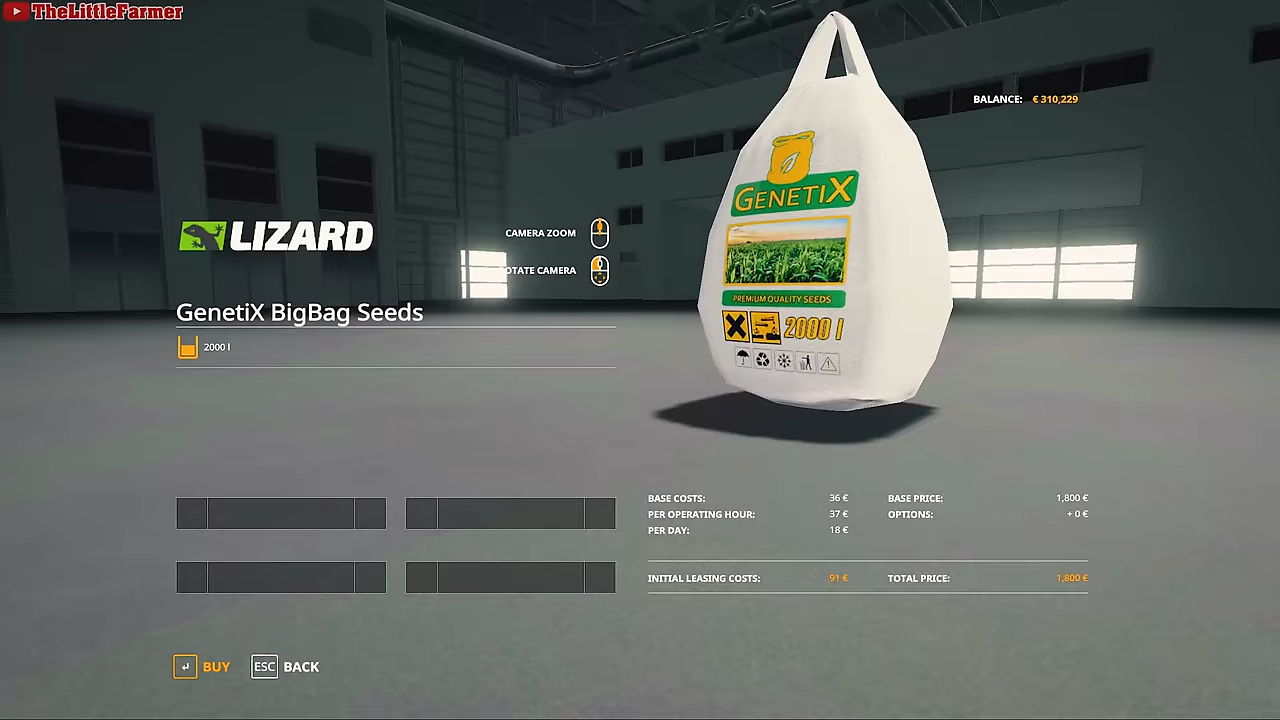 TheLittleFarmer
BALANCE: € 310,229
GENETIX
PREMIUM QUALITY SEEDS
2000 l
LIZARD
CAMERA ZOOM
OTATE CAMERA
GenetiX BigBag Seeds
2000 l
BASE COSTS: 36 €
PER OPERATING HOUR: 37 €
PER DAY: 18 €
INITIAL LEASING COSTS: 91 €
BASE PRICE: 1,800 €
OPTIONS: + 0 €
TOTAL PRICE: 1,800 €
↵ BUY ESC BACK